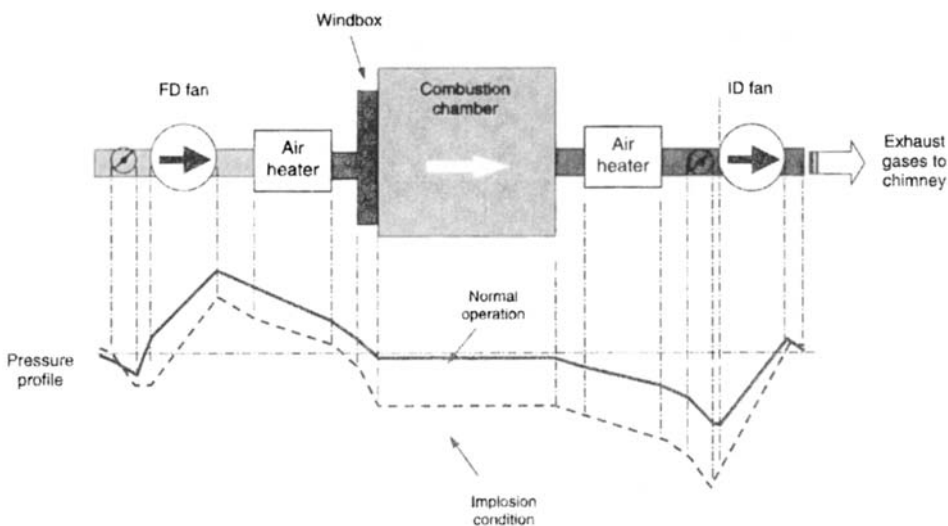 Windbox
FD fan
Combustion
chamber
ID fan
Air
heater
Air
heater
Exhaust
gases to
chimney
Normal
operation
Pressure
profile
Implosion
condition